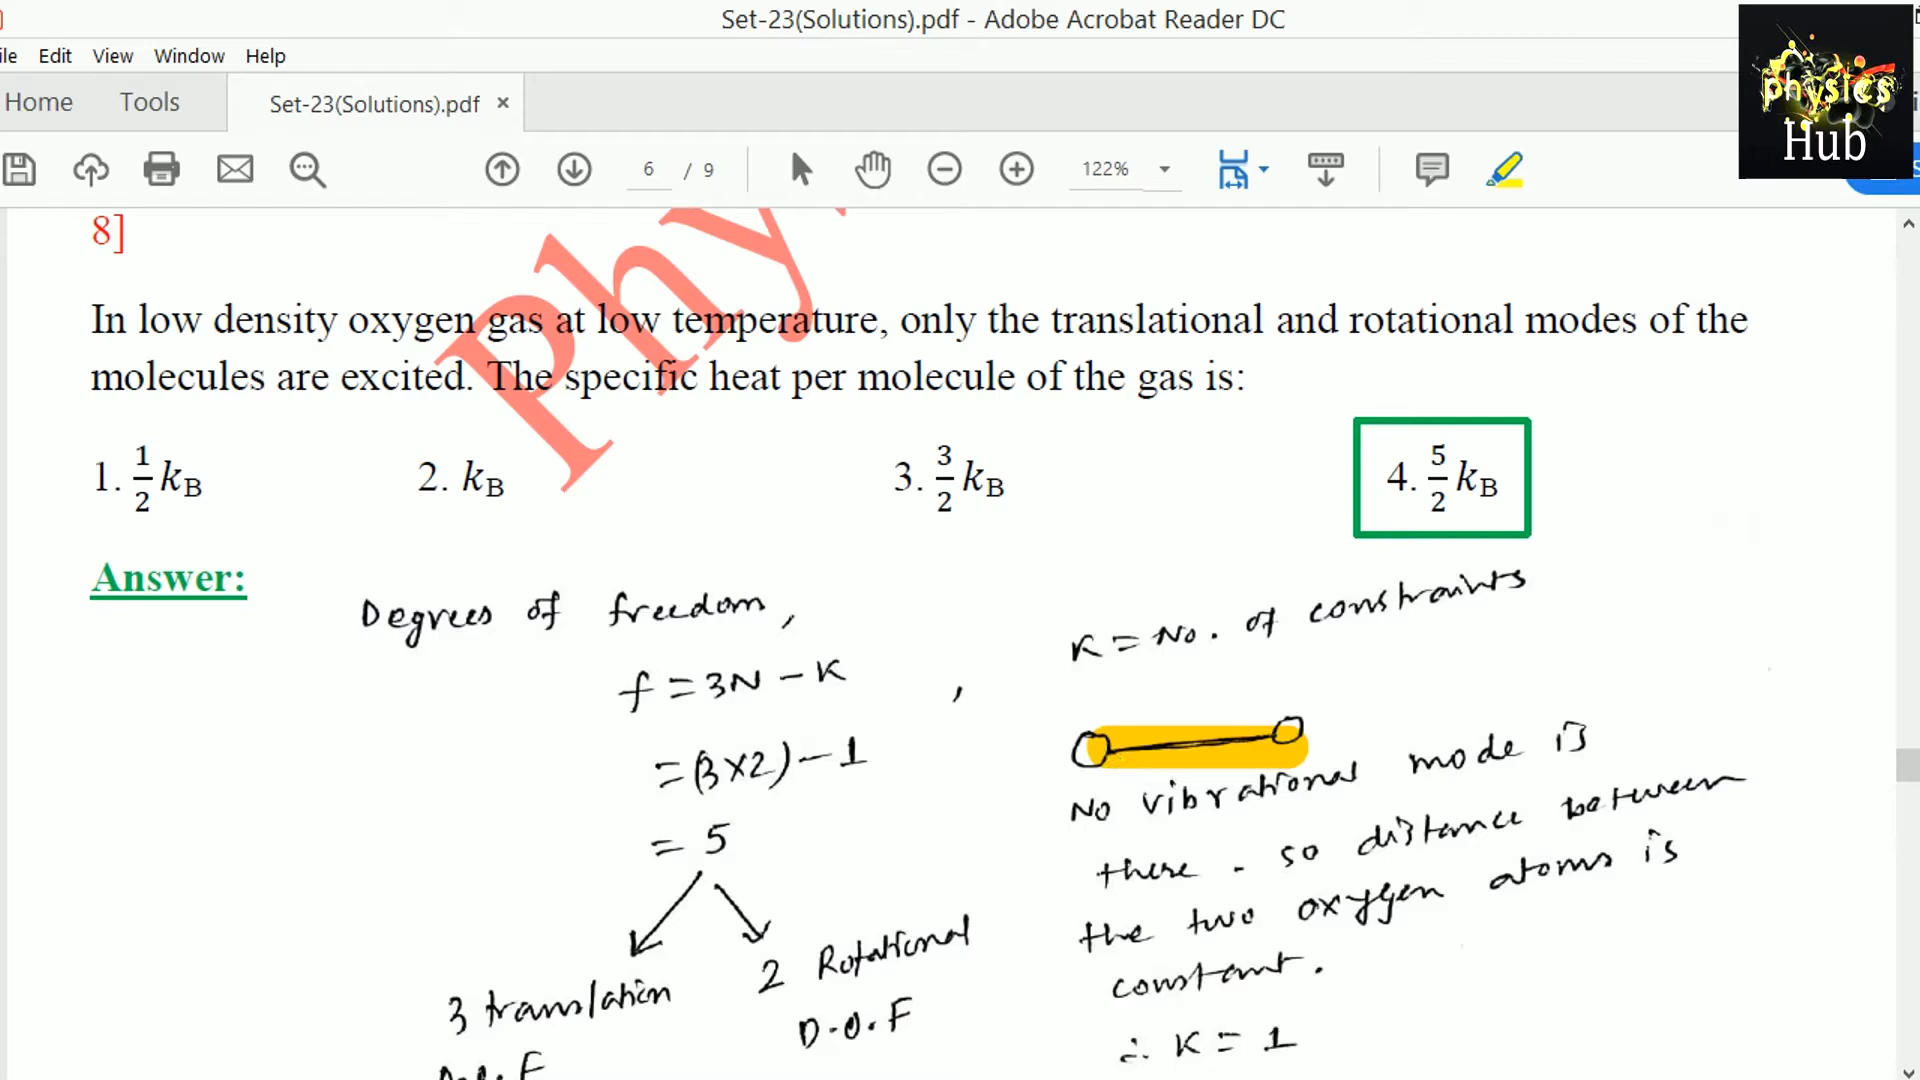 Set-23(Solutions).pdf - Adobe Acrobat Reader DC
ile Edit View Window Help
Home Tools Set-23(Solutions).pdf ×
6 / 9 122%
physics
Hub
8]
Phy
In low density oxygen gas at low temperature, only the translational and rotational modes of the
molecules are excited. The specific heat per molecule of the gas is:
1. 1/2 kB 2. kB 3. 3/2 kB 4. 5/2 kB
Answer:
Degrees of freedom,
f = 3N - K , K = No. of constraints
= (3×2) - 1
= 5
3 translation
D.O.F
2 Rotational
D.O.F
No vibrational mode is
there. so distance between
the two oxygen atoms is
constant.
∴ K = 1